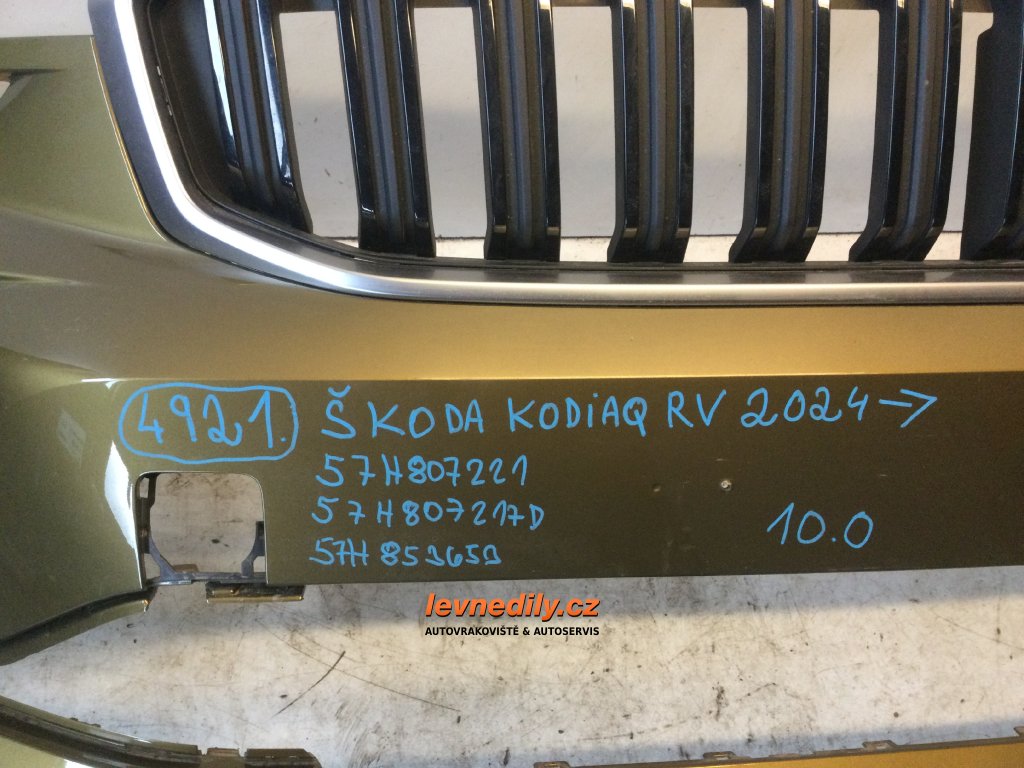 4921. ŠKODA KODiAQ RV 2024 →
57H807221
57H807217D
57H853653
10.0
levnedily.cz
AUTOVRAKOVIŠTĚ & AUTOSERVIS